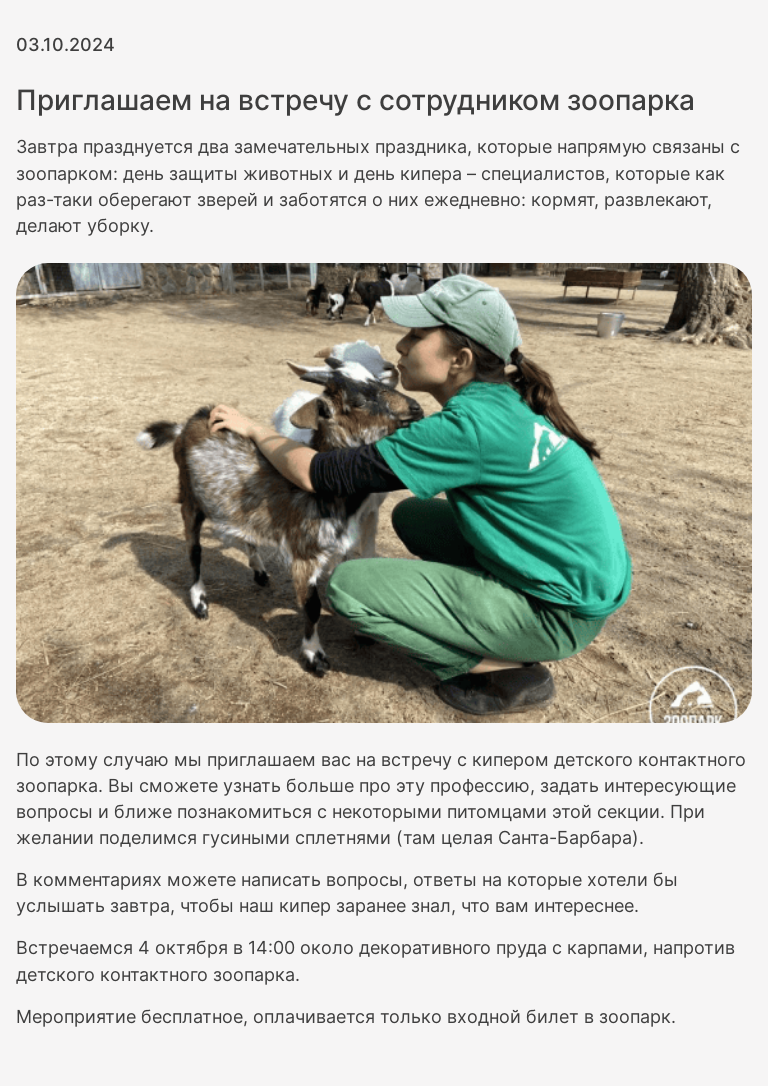 03.10.2024
Приглашаем на встречу с сотрудником зоопарка
Завтра празднуется два замечательных праздника, которые напрямую связаны с
зоопарком: день защиты животных и день кипера – специалистов, которые как
раз-таки оберегают зверей и заботятся о них ежедневно: кормят, развлекают,
делают уборку.
ЗООПАРК
По этому случаю мы приглашаем вас на встречу с кипером детского контактного
зоопарка. Вы сможете узнать больше про эту профессию, задать интересующие
вопросы и ближе познакомиться с некоторыми питомцами этой секции. При
желании поделимся гусиными сплетнями (там целая Санта-Барбара).
В комментариях можете написать вопросы, ответы на которые хотели бы
услышать завтра, чтобы наш кипер заранее знал, что вам интереснее.
Встречаемся 4 октября в 14:00 около декоративного пруда с карпами, напротив
детского контактного зоопарка.
Мероприятие бесплатное, оплачивается только входной билет в зоопарк.